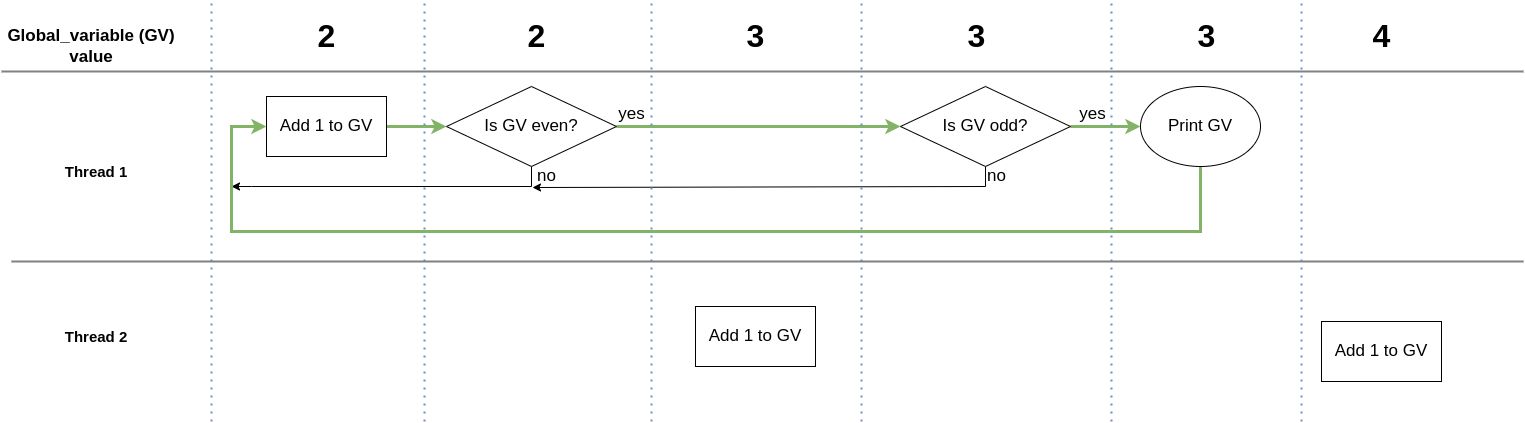 Global_variable (GV)
value
2
2
3
3
3
4
Add 1 to GV
Is GV even?
yes
no
Is GV odd?
yes
no
Print GV
Thread 1
Thread 2
Add 1 to GV
Add 1 to GV